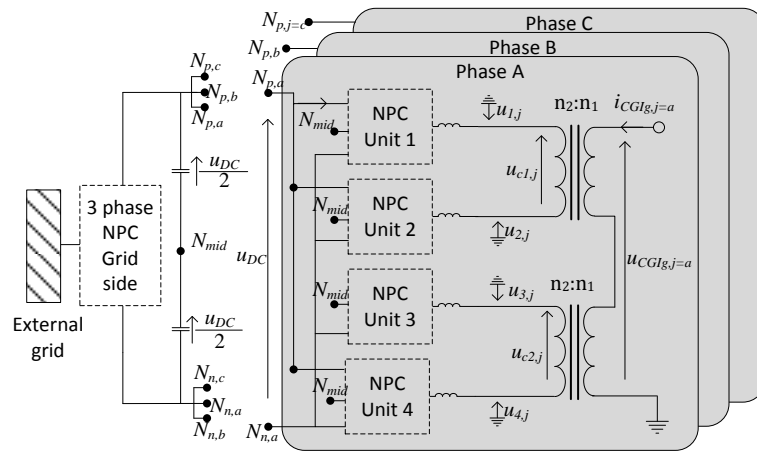 N_{p,j=c}
Phase C
N_{p,b}
Phase B
N_{p,a}
Phase A
N_{p,c}
N_{p,b}
N_{p,a}
N_{mid}
NPC
Unit 1
u_{1,j}
n_2:n_1
i_{CGIg,j=a}
u_{DC}
2
3 phase
NPC
Grid
side
N_{mid}
u_{DC}
N_{mid}
NPC
Unit 2
u_{c1,j}
u_{2,j}
u_{CGIg,j=a}
N_{mid}
NPC
Unit 3
u_{3,j}
n_2:n_1
External
grid
u_{DC}
2
N_{mid}
NPC
Unit 4
u_{c2,j}
u_{4,j}
N_{n,c}
N_{n,a}
N_{n,b}
N_{n,a}